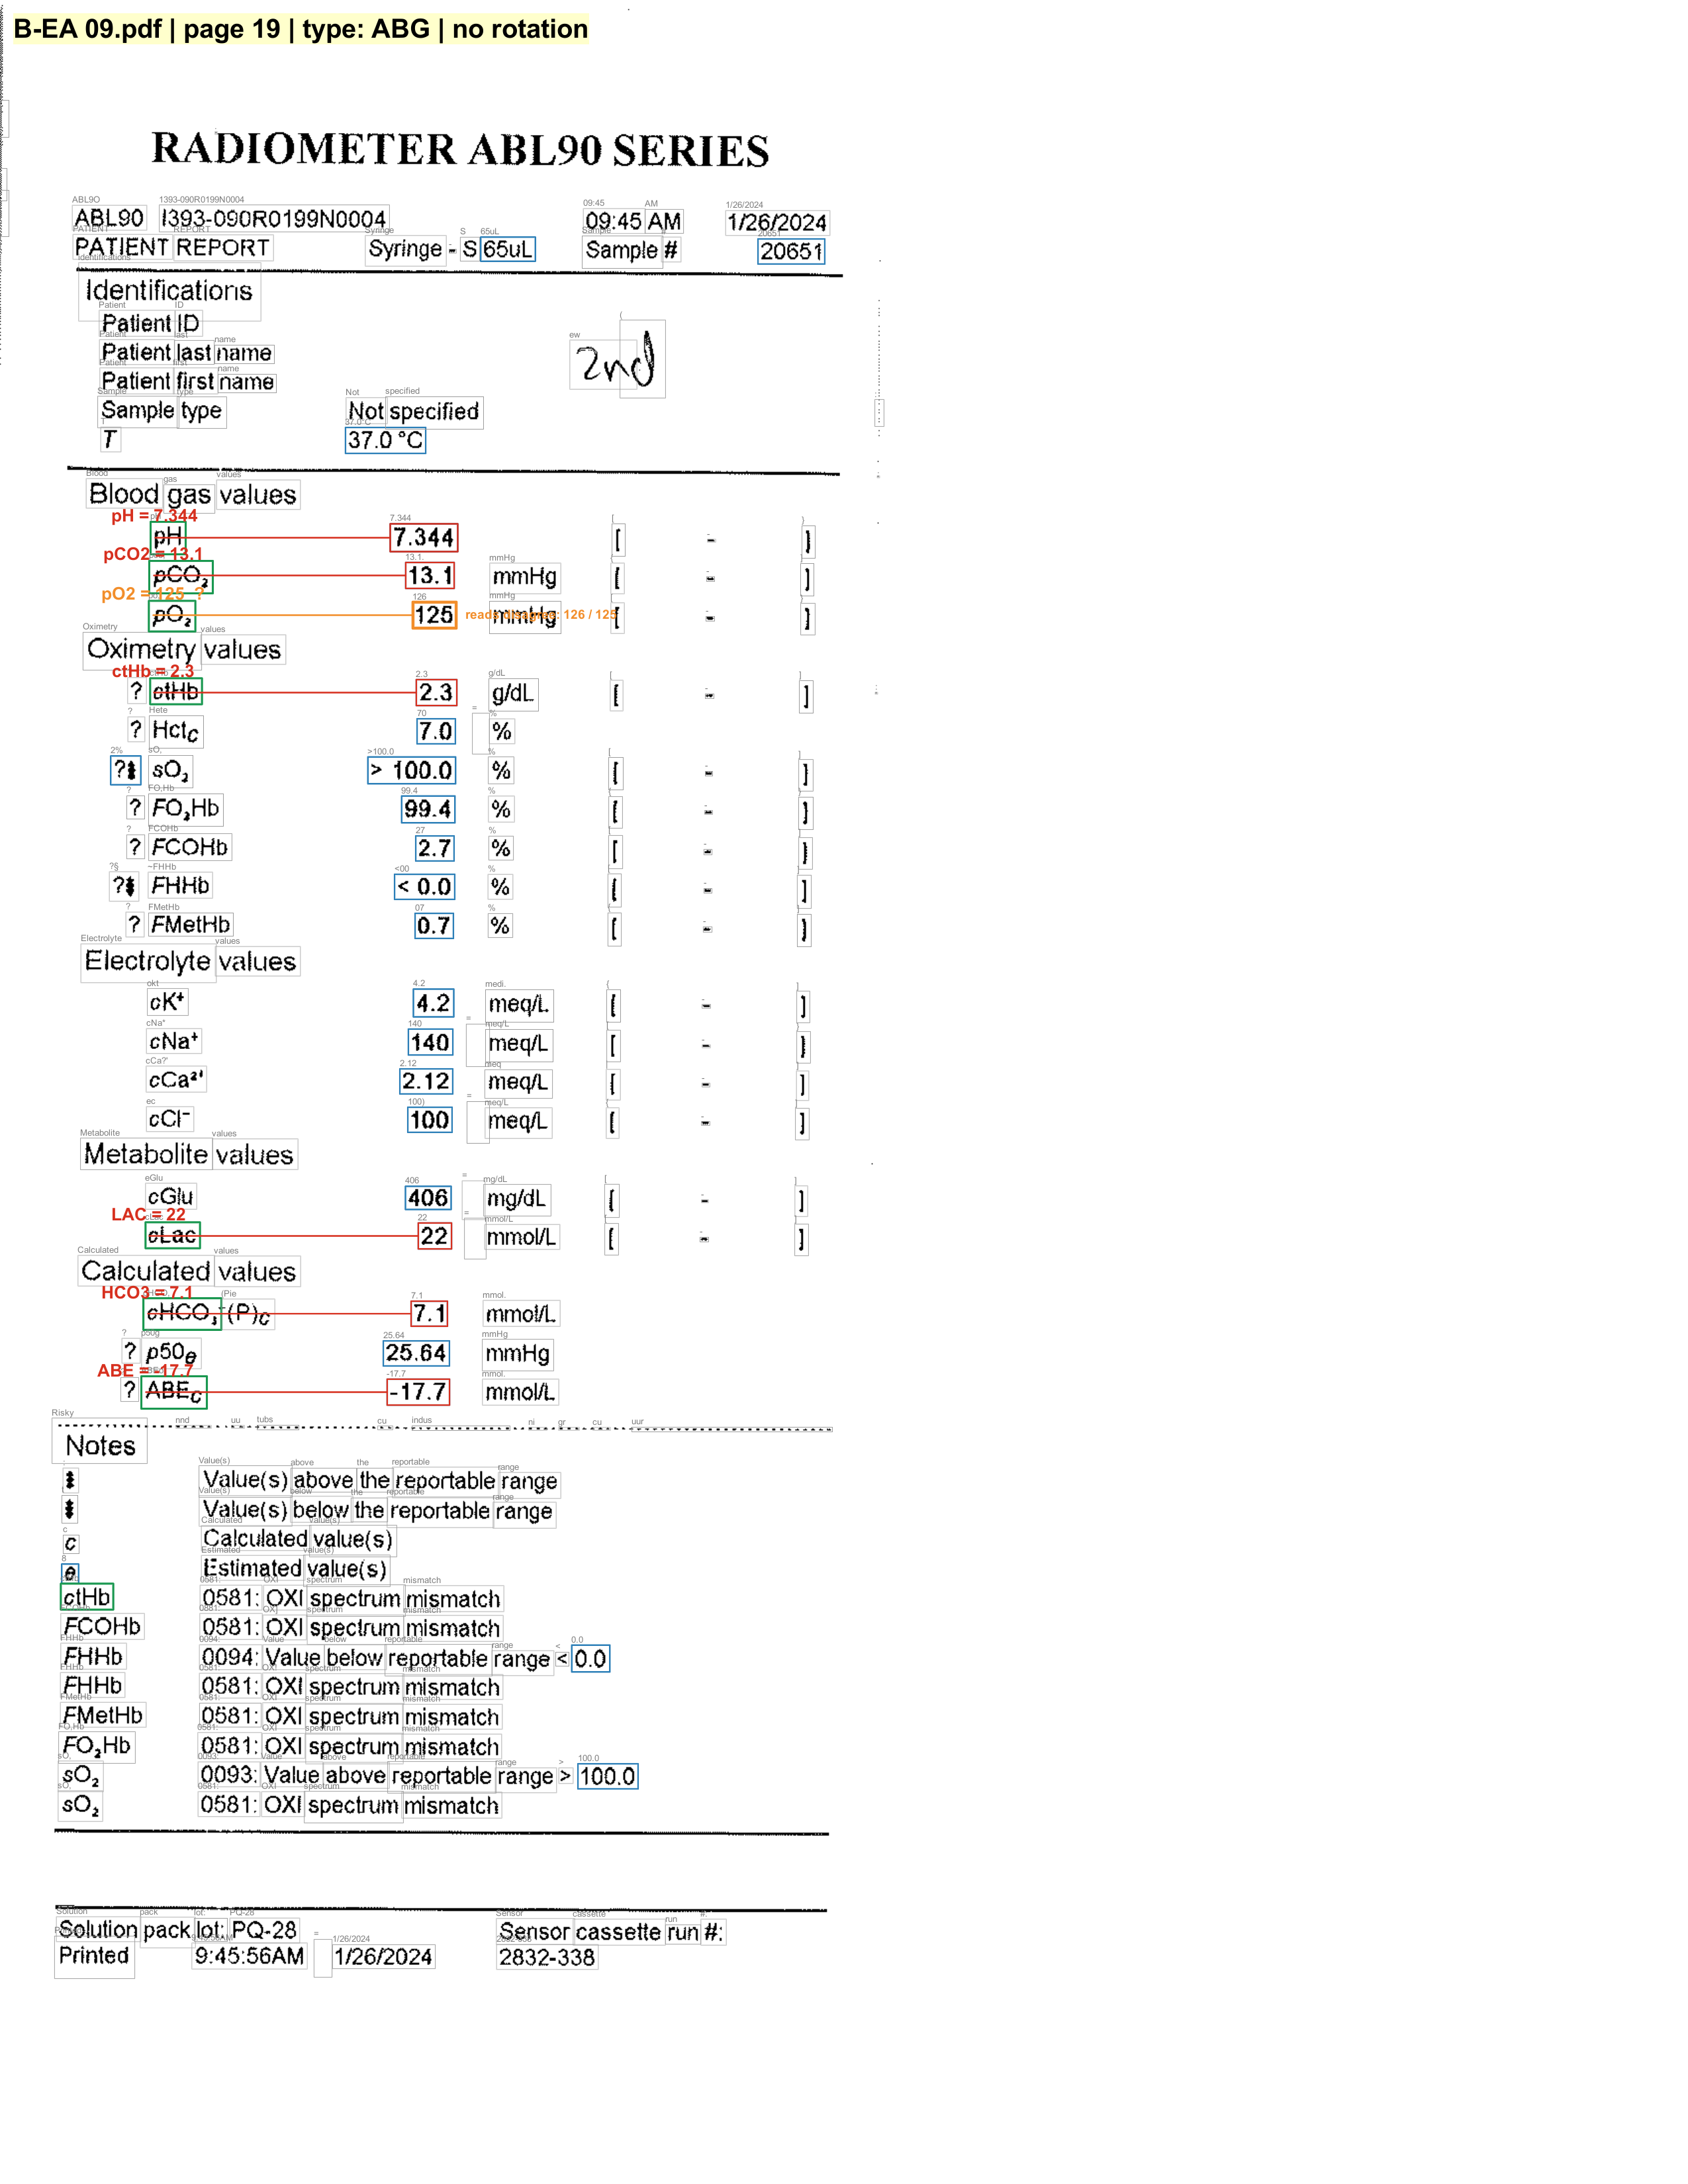 B-EA 09.pdf | page 19 | type: ABG | no rotation
RADIOMETER ABL90 SERIES
ABL90 I393-090R0199N0004 09:45 AM 1/26/2024
PATIENT REPORT Syringe - S 65uL Sample # 20651
Identifications
Patient ID
Patient last name
Patient first name
2nd
Sample type Not specified
T 37.0 °C
Blood gas values
pH = 7.344
pH 7.344 [ - ]
pCO2 = 13.1
pCO₂ 13.1 mmHg [ - ]
pO2 = 125 ?
pO₂ 125 mmHg [ - ]
reads disagree: 126 / 125
Oximetry values
ctHb = 2.3
? ctHb 2.3 g/dL [ - ]
? Hctc 7.0 %
? sO₂ > 100.0 % [ - ]
? FO₂Hb 99.4 % [ - ]
? FCOHb 2.7 % [ - ]
? FHHb < 0.0 % [ - ]
? FMetHb 0.7 % [ - ]
Electrolyte values
cK⁺ 4.2 meq/L [ - ]
cNa⁺ 140 meq/L [ - ]
cCa²⁺ 2.12 meq/L [ - ]
cCl⁻ 100 meq/L [ - ]
Metabolite values
cGlu 406 mg/dL [ - ]
LAC = 22
cLac 22 mmol/L [ - ]
Calculated values
HCO3 = 7.1
cHCO₃⁻(P)c 7.1 mmol/L
? p50e 25.64 mmHg
ABE = -17.7
? ABEc -17.7 mmol/L
Notes
Value(s) above the reportable range
Value(s) below the reportable range
c Calculated value(s)
e Estimated value(s)
ctHb 0581: OXI spectrum mismatch
FCOHb 0581: OXI spectrum mismatch
FHHb 0094: Value below reportable range < 0.0
FHHb 0581: OXI spectrum mismatch
FMetHb 0581: OXI spectrum mismatch
FO₂Hb 0581: OXI spectrum mismatch
sO₂ 0093: Value above reportable range > 100.0
sO₂ 0581: OXI spectrum mismatch
Solution pack lot: PQ-28 Sensor cassette run #:
Printed 9:45:56AM 1/26/2024 2832-338